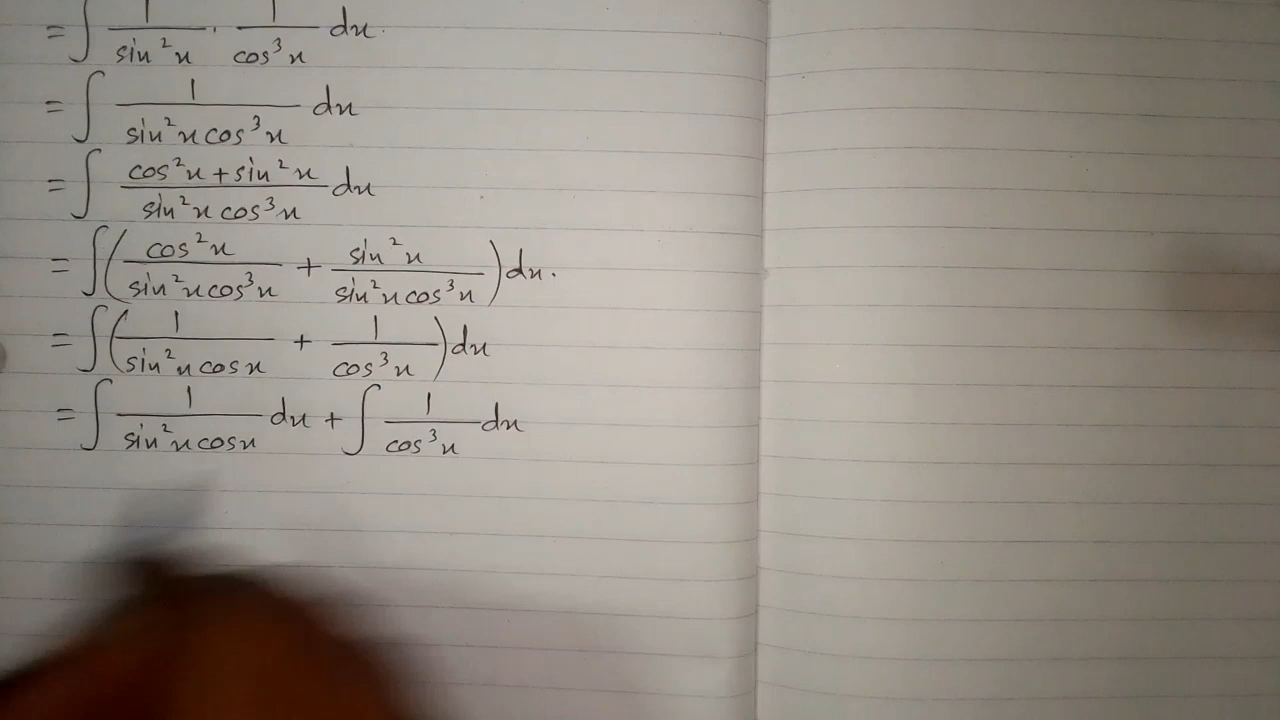 = ∫ 1/sin²x · 1/cos³x dx.
= ∫ 1/(sin²x cos³x) dx
= ∫ (cos²x + sin²x)/(sin²x cos³x) dx
= ∫ ( cos²x/(sin²x cos³x) + sin²x/(sin²x cos³x) ) dx.
= ∫ ( 1/(sin²x cos x) + 1/cos³x ) dx
= ∫ 1/(sin²x cos x) dx + ∫ 1/cos³x dx